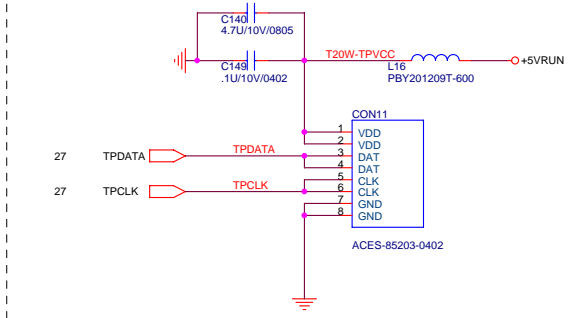 C140
4.7U/10V/0805
T20W-TPVCC
+5VRUN
C149
.1U/10V/0402
L16
PBY201209T-600
CON11
1 VDD
2 VDD
27 TPDATA TPDATA 3 DAT
4 DAT
5 CLK
27 TPCLK TPCLK 6 CLK
7 GND
8 GND
ACES-85203-0402